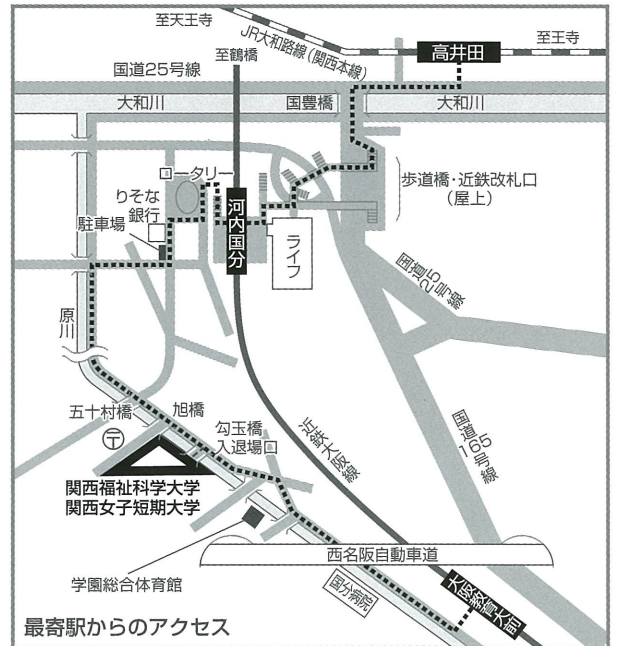 至天王寺
JR大和路線(関西本線)
高井田
至王寺
至鶴橋
国道25号線
大和川
国豊橋
大和川
ロータリー
りそな
銀行
駐車場
河内国分
ライフ
歩道橋・近鉄改札口
(屋上)
国道25号線
原川
五十村橋
旭橋
勾玉橋
入退場口
近鉄大阪線
国道165号線
〒
関西福祉科学大学
関西女子短期大学
西名阪自動車道
学園総合体育館
国分病院
大阪教育大前
最寄駅からのアクセス